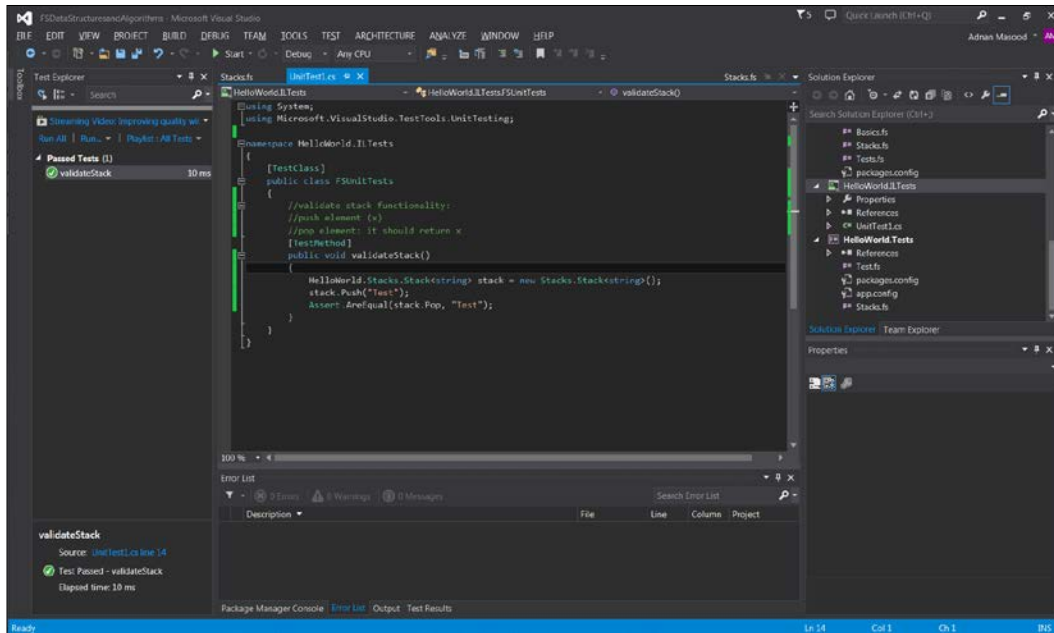 FSDataStructuresandAlgorithms - Microsoft Visual Studio
5
Quick Launch (Ctrl+Q)
FILE EDIT VIEW PROJECT BUILD DEBUG TEAM TOOLS TEST ARCHITECTURE ANALYZE WINDOW HELP
Adnan Masood
Start Debug Any CPU
Toolbox
Test Explorer
Search
Streaming Video: Improving quality wit
Run All | Run... | Playlist : All Tests
Passed Tests (1)
validateStack 10 ms
validateStack
Source: UnitTest1.cs line 14
Test Passed - validateStack
Elapsed time: 10 ms
Stacks.fs UnitTest1.cs Stacks.fs
HelloWorld.ILTests HelloWorld.ILTests.FSUnitTests validateStack()
using System;
using Microsoft.VisualStudio.TestTools.UnitTesting;
namespace HelloWorld.ILTests
{
[TestClass]
public class FSUnitTests
{
//validate stack functionality:
//push element (x)
//pop element: it should return x
[TestMethod]
public void validateStack()
{
HelloWorld.Stacks.Stack<string> stack = new Stacks.Stack<string>();
stack.Push("Test");
Assert.AreEqual(stack.Pop, "Test");
}
}
}
100 %
Error List
0 Errors 0 Warnings 0 Messages Search Error List
Description File Line Column Project
Package Manager Console Error List Output Test Results
Solution Explorer
Search Solution Explorer (Ctrl+;)
Basics.fs
Stacks.fs
Tests.fs
packages.config
HelloWorld.ILTests
Properties
References
C# UnitTest1.cs
HelloWorld.Tests
References
Test.fs
packages.config
app.config
Stacks.fs
Solution Explorer Team Explorer
Properties
Ready Ln 14 Col 1 Ch 1 INS